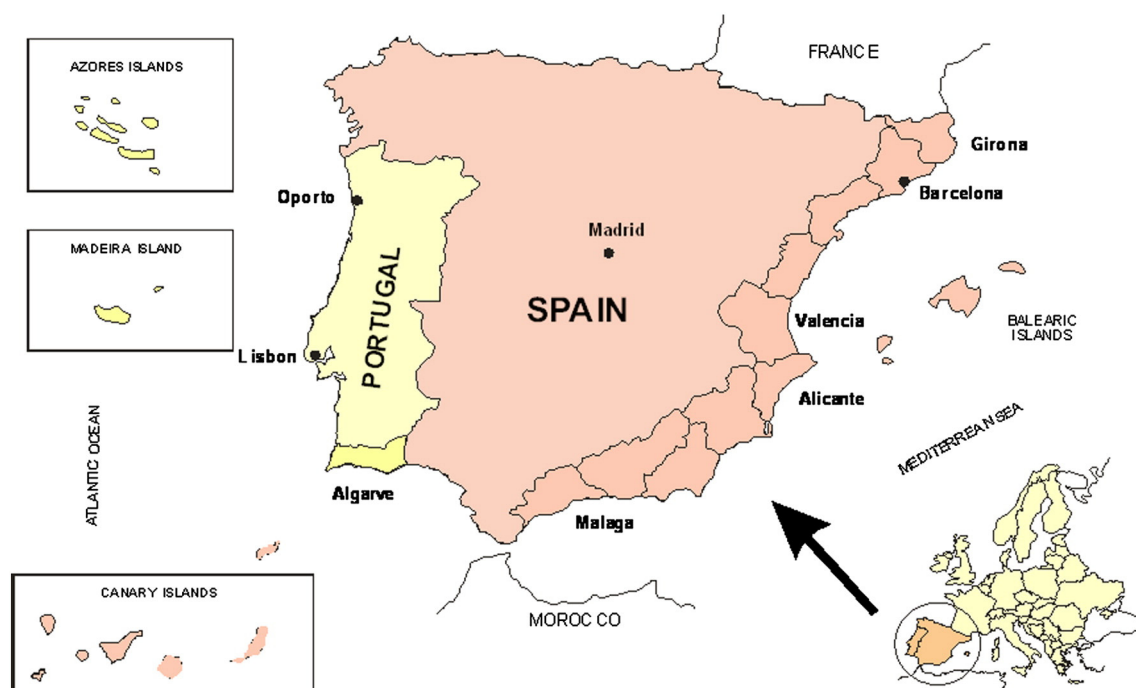 FRANCE
AZORES ISLANDS
Girona
Barcelona
Oporto
Madrid
MADEIRA ISLAND
PORTUGAL
SPAIN
Valencia
BALEARIC
ISLANDS
Lisbon
Alicante
MEDITERREAN SEA
ATLANTIC OCEAN
Algarve
Malaga
CANARY ISLANDS
MOROCCO